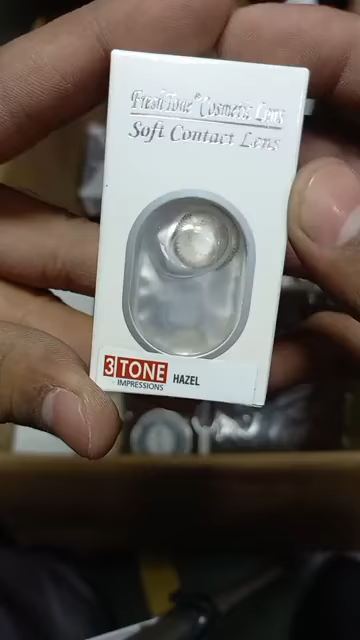 FreshTone® Cosmetic Lens
Soft Contact Lens
3 TONE HAZEL
IMPRESSIONS